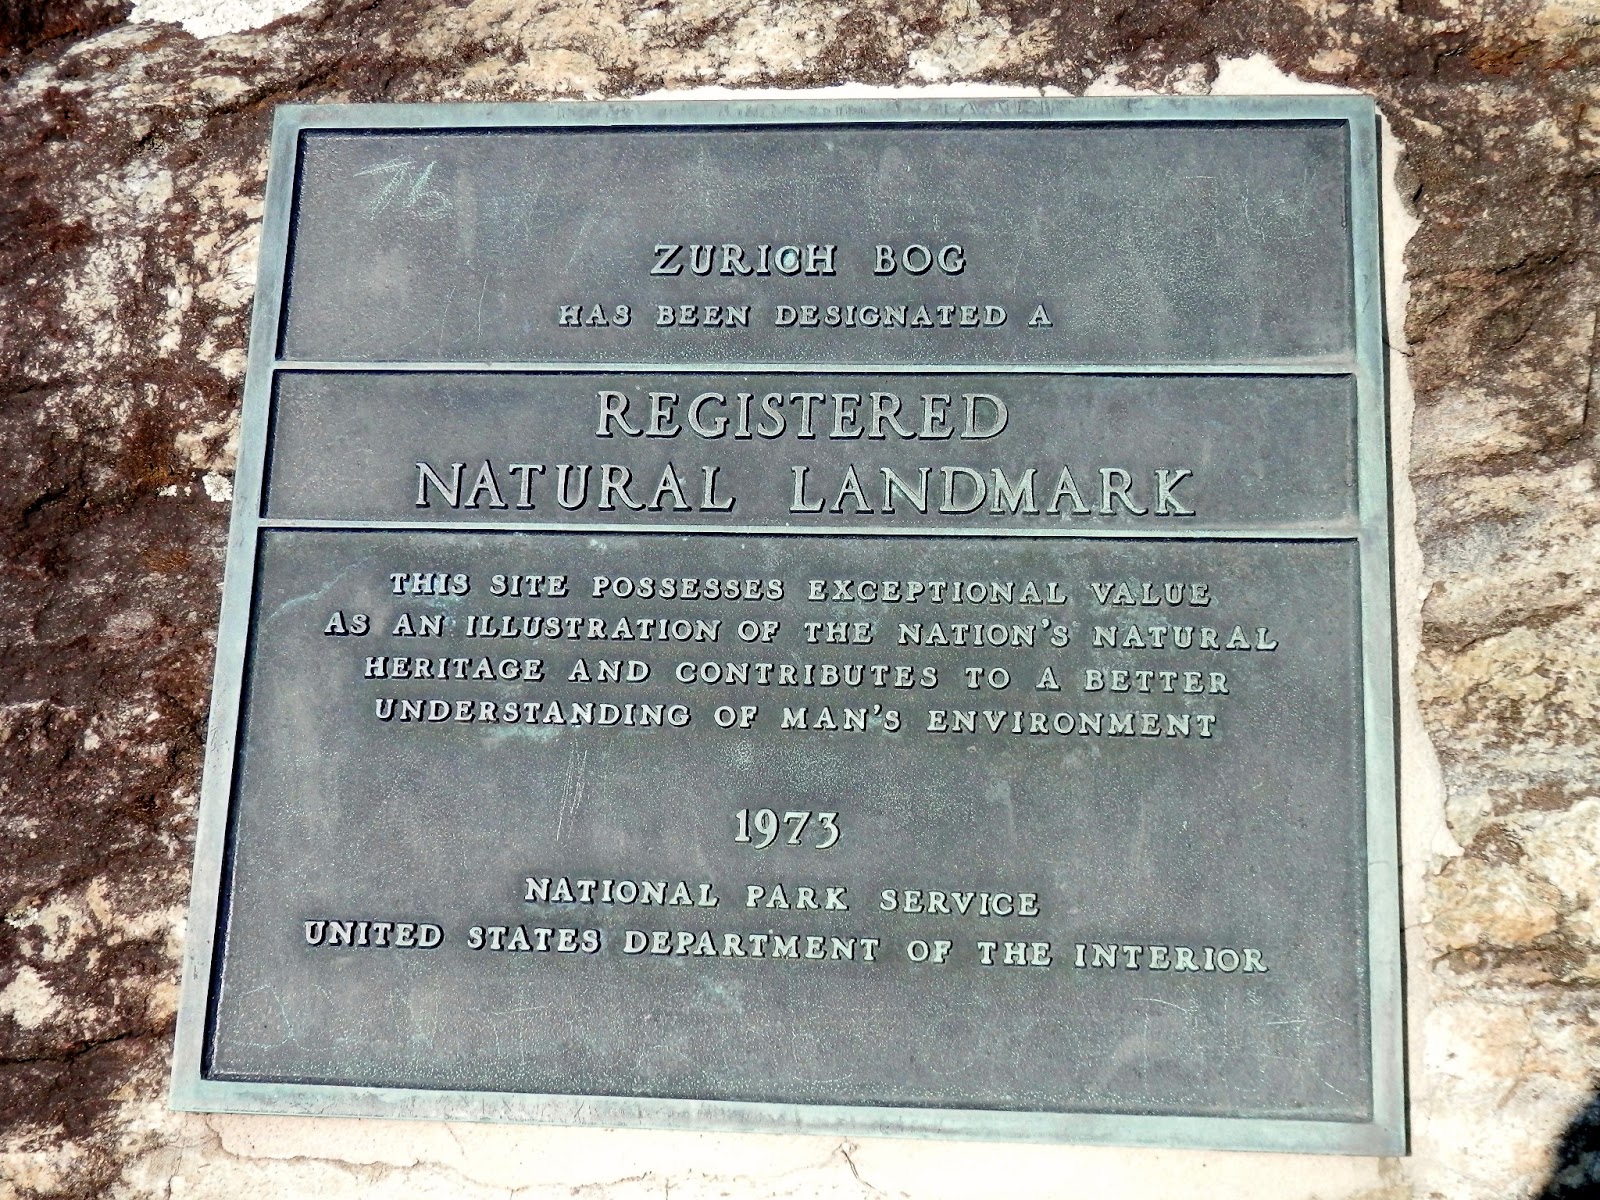 ZURICH BOG
HAS BEEN DESIGNATED A
REGISTERED
NATURAL LANDMARK
THIS SITE POSSESSES EXCEPTIONAL VALUE
AS AN ILLUSTRATION OF THE NATION'S NATURAL
HERITAGE AND CONTRIBUTES TO A BETTER
UNDERSTANDING OF MAN'S ENVIRONMENT
1973
NATIONAL PARK SERVICE
UNITED STATES DEPARTMENT OF THE INTERIOR